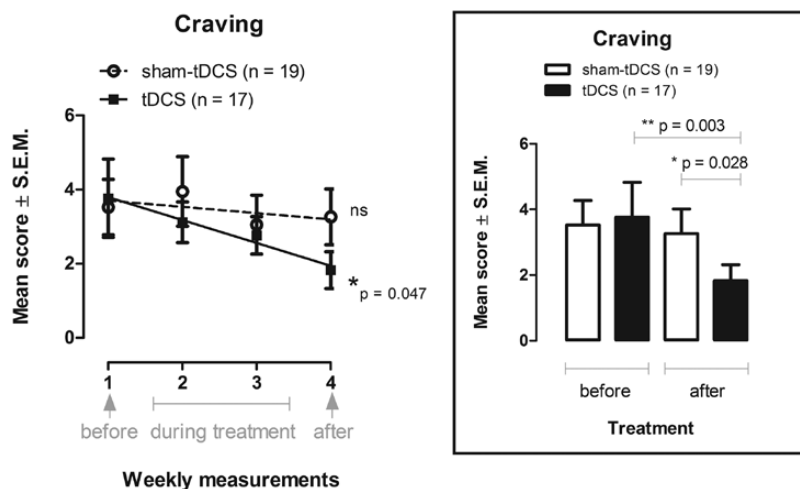 Craving
sham-tDCS (n = 19)
tDCS (n = 17)
Mean score ± S.E.M.
6
4
2
0
ns
* p = 0.047
1 2 3 4
before during treatment after
Weekly measurements
Craving
sham-tDCS (n = 19)
tDCS (n = 17)
** p = 0.003
* p = 0.028
Mean score ± S.E.M.
6
4
2
0
before after
Treatment